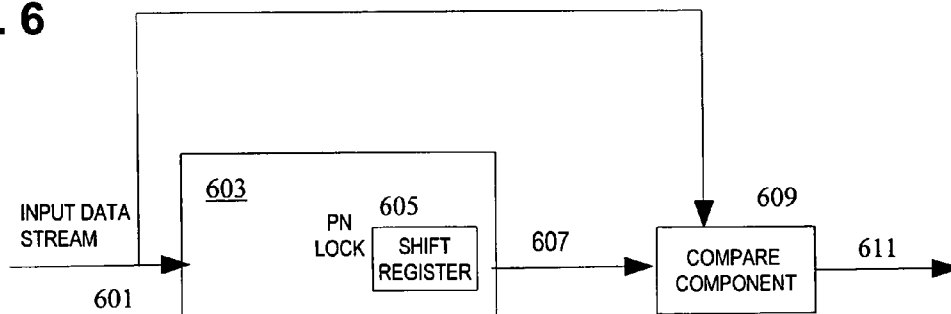 . 6
603
605
609
INPUT DATA
STREAM
PN
LOCK
SHIFT
REGISTER
607
COMPARE
COMPONENT
611
601